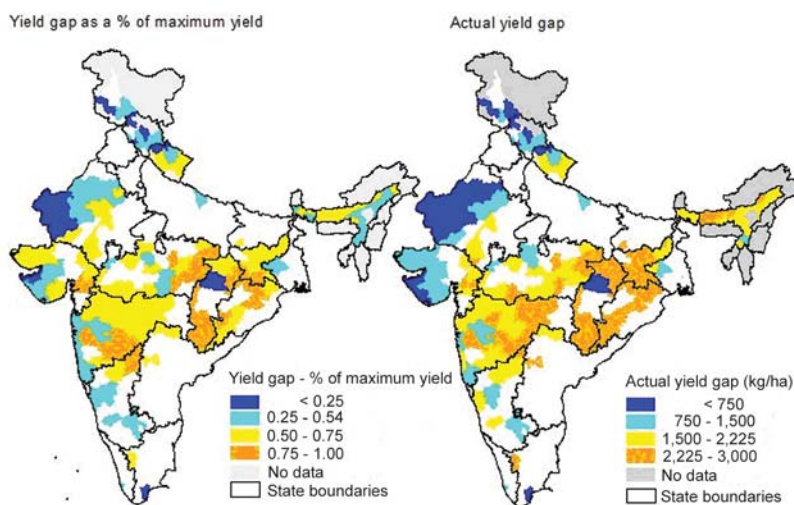 Yield gap as a % of maximum yield
Actual yield gap
Yield gap - % of maximum yield
< 0.25
0.25 - 0.54
0.50 - 0.75
0.75 - 1.00
No data
State boundaries
Actual yield gap (kg/ha)
< 750
750 - 1,500
1,500 - 2,225
2,225 - 3,000
No data
State boundaries